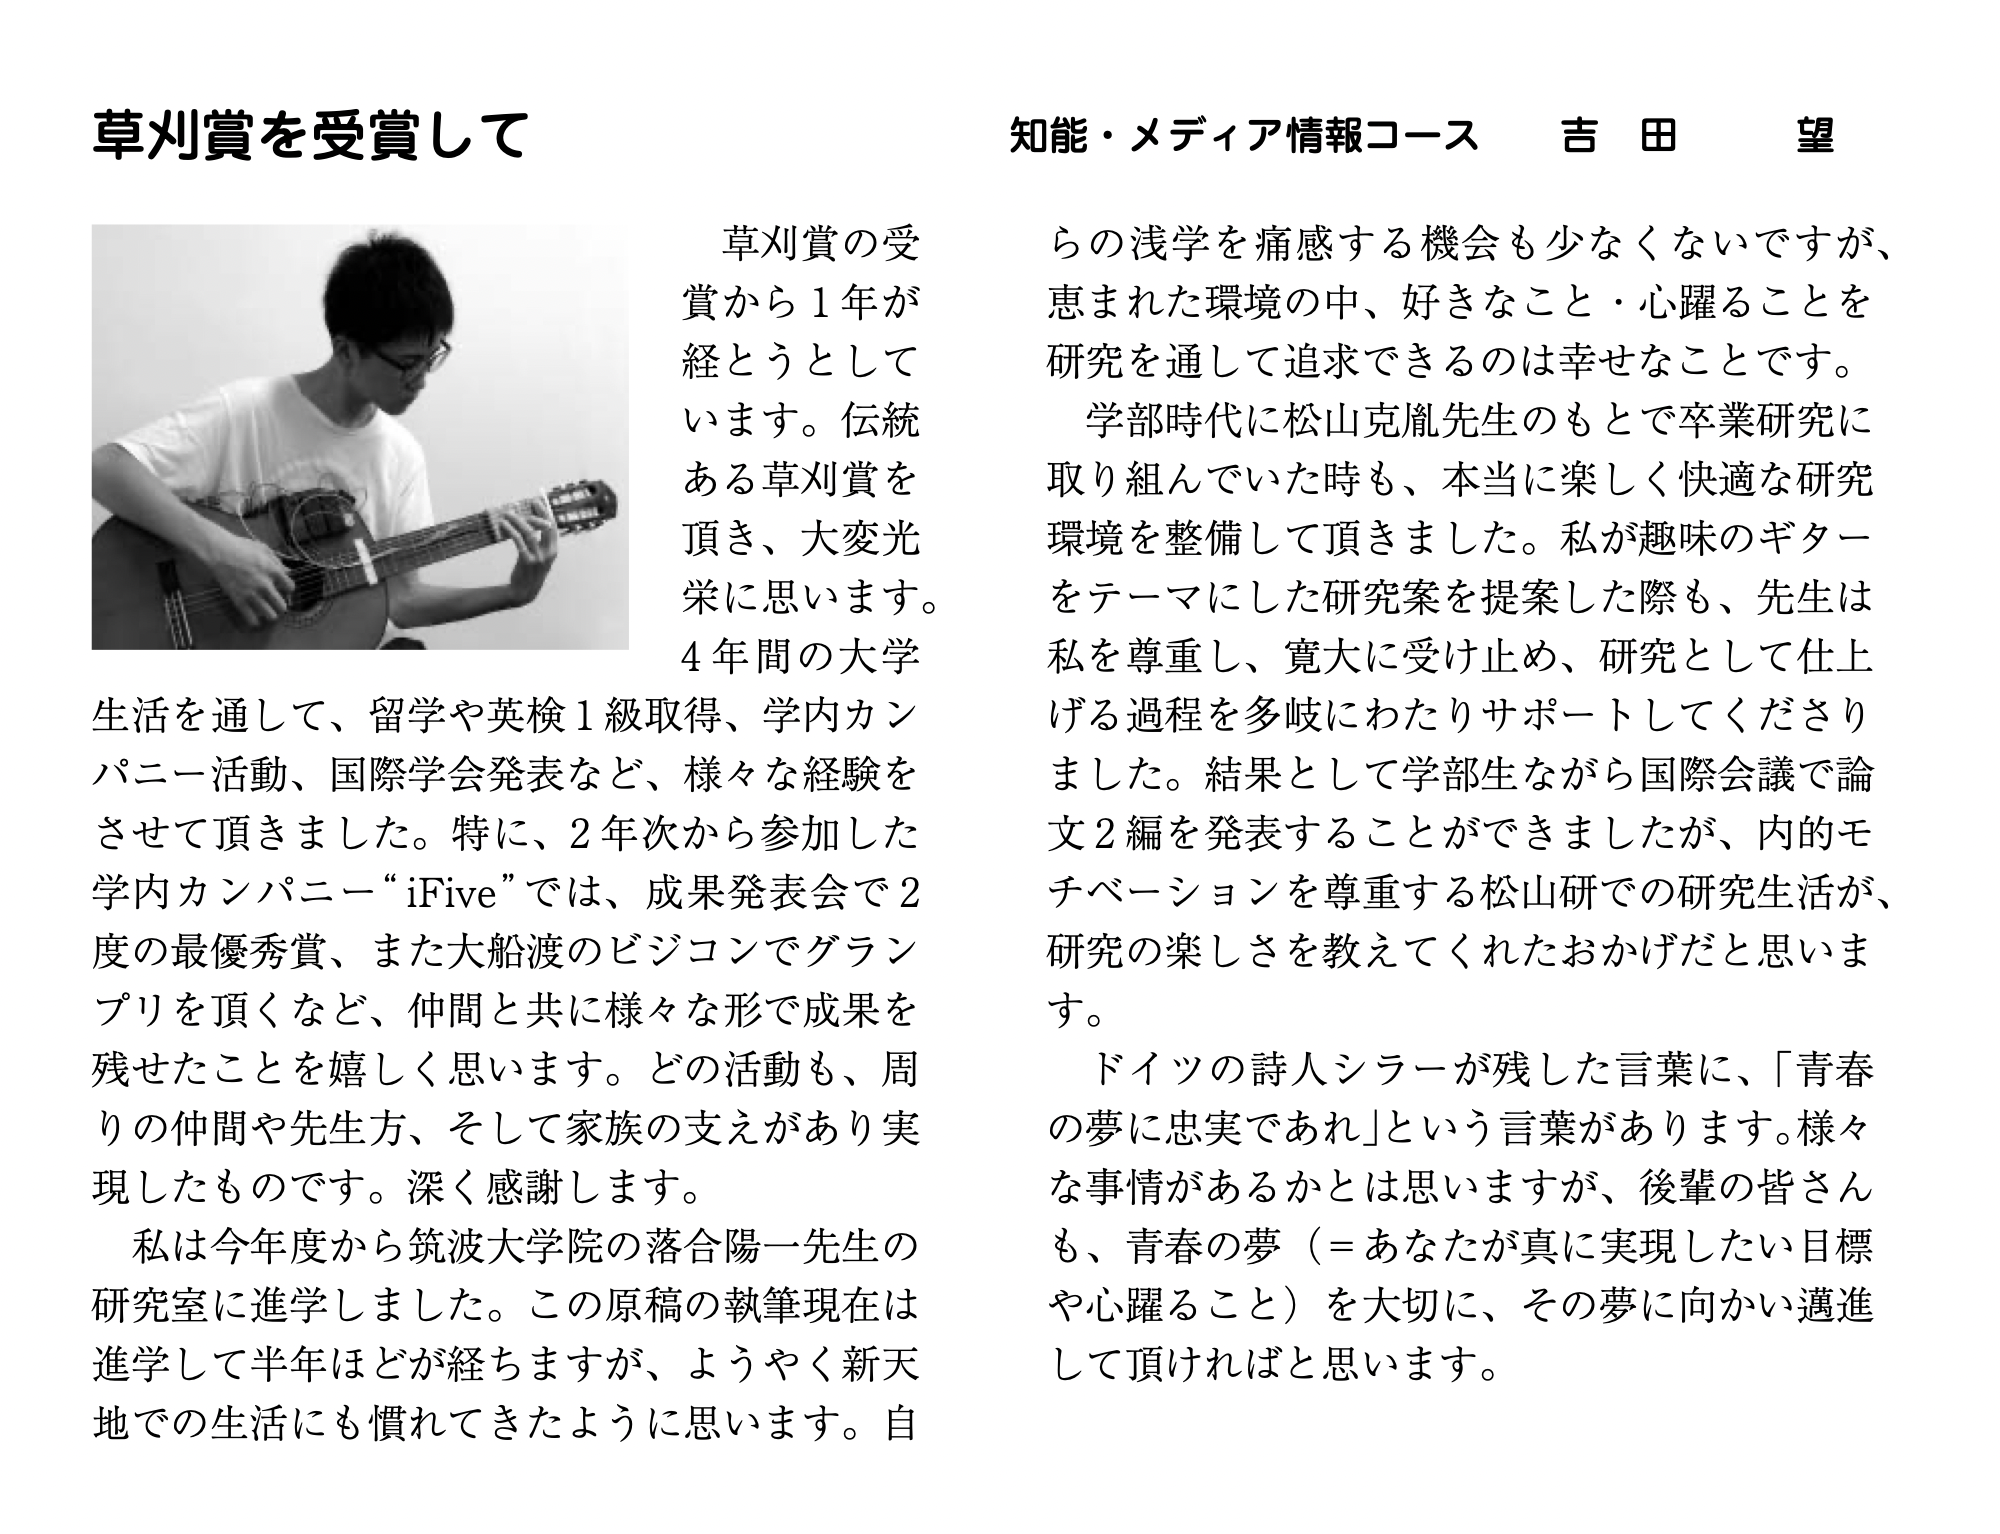 草刈賞を受賞して
知能・メディア情報コース　　吉　田　　　望
　草刈賞の受
賞から１年が
経とうとして
います。伝統
ある草刈賞を
頂き、大変光
栄に思います。
4年間の大学
生活を通して、留学や英検１級取得、学内カン
パニー活動、国際学会発表など、様々な経験を
させて頂きました。特に、2年次から参加した
学内カンパニー“iFive”では、成果発表会で2
度の最優秀賞、また大船渡のビジコンでグラン
プリを頂くなど、仲間と共に様々な形で成果を
残せたことを嬉しく思います。どの活動も、周
りの仲間や先生方、そして家族の支えがあり実
現したものです。深く感謝します。
　私は今年度から筑波大学院の落合陽一先生の
研究室に進学しました。この原稿の執筆現在は
進学して半年ほどが経ちますが、ようやく新天
地での生活にも慣れてきたように思います。自
らの浅学を痛感する機会も少なくないですが、
恵まれた環境の中、好きなこと・心躍ることを
研究を通して追求できるのは幸せなことです。
　学部時代に松山克胤先生のもとで卒業研究に
取り組んでいた時も、本当に楽しく快適な研究
環境を整備して頂きました。私が趣味のギター
をテーマにした研究案を提案した際も、先生は
私を尊重し、寛大に受け止め、研究として仕上
げる過程を多岐にわたりサポートしてくださり
ました。結果として学部生ながら国際会議で論
文2編を発表することができましたが、内的モ
チベーションを尊重する松山研での研究生活が、
研究の楽しさを教えてくれたおかげだと思いま
す。
　ドイツの詩人シラーが残した言葉に、「青春
の夢に忠実であれ」という言葉があります。様々
な事情があるかとは思いますが、後輩の皆さん
も、青春の夢（＝あなたが真に実現したい目標
や心躍ること）を大切に、その夢に向かい邁進
して頂ければと思います。